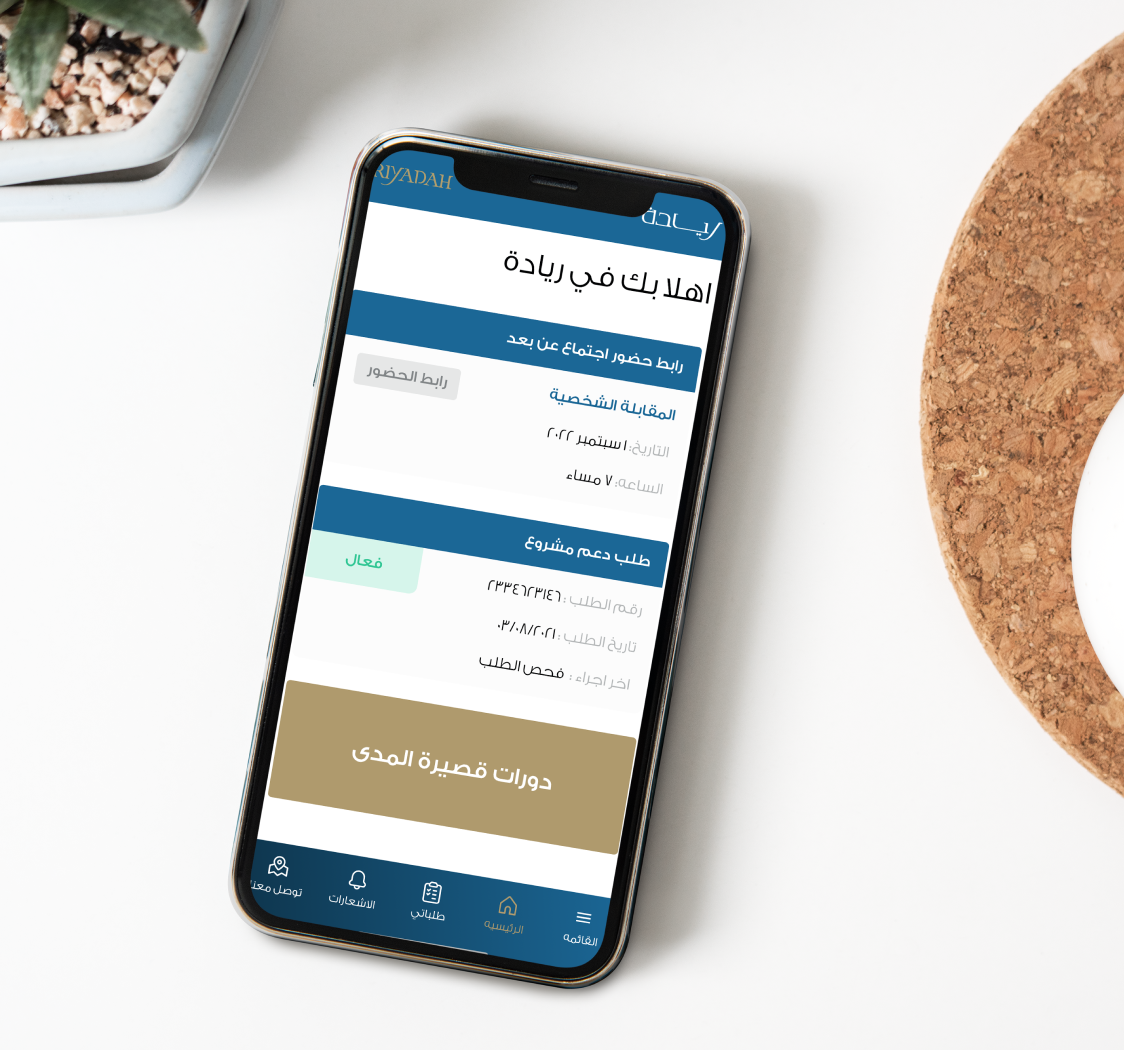 RIYADAH
ريادة
اهلا بك في ريادة
رابط حضور اجتماع عن بعد
المقابلة الشخصية
رابط الحضور
التاريخ: ١ سبتمبر ٢٠٢٢
الساعه: ٧ مساء
طلب دعم مشروع
فعال
رقم الطلب : ٢٣٣٤٦٢٣١٤٦
تاريخ الطلب : ٠٣/٠٨/٢٠٢١
اخر اجراء : فحص الطلب
دورات قصيرة المدى
القائمه
الرئيسيه
طلباتي
الاشعارات
توصل معنا